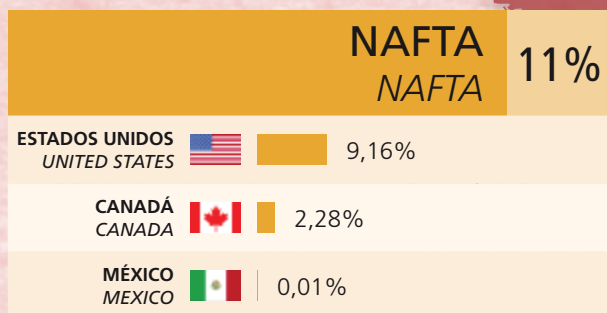 NAFTA
NAFTA
11%
ESTADOS UNIDOS
UNITED STATES
9,16%
CANADÁ
CANADA
2,28%
MÉXICO
MEXICO
0,01%